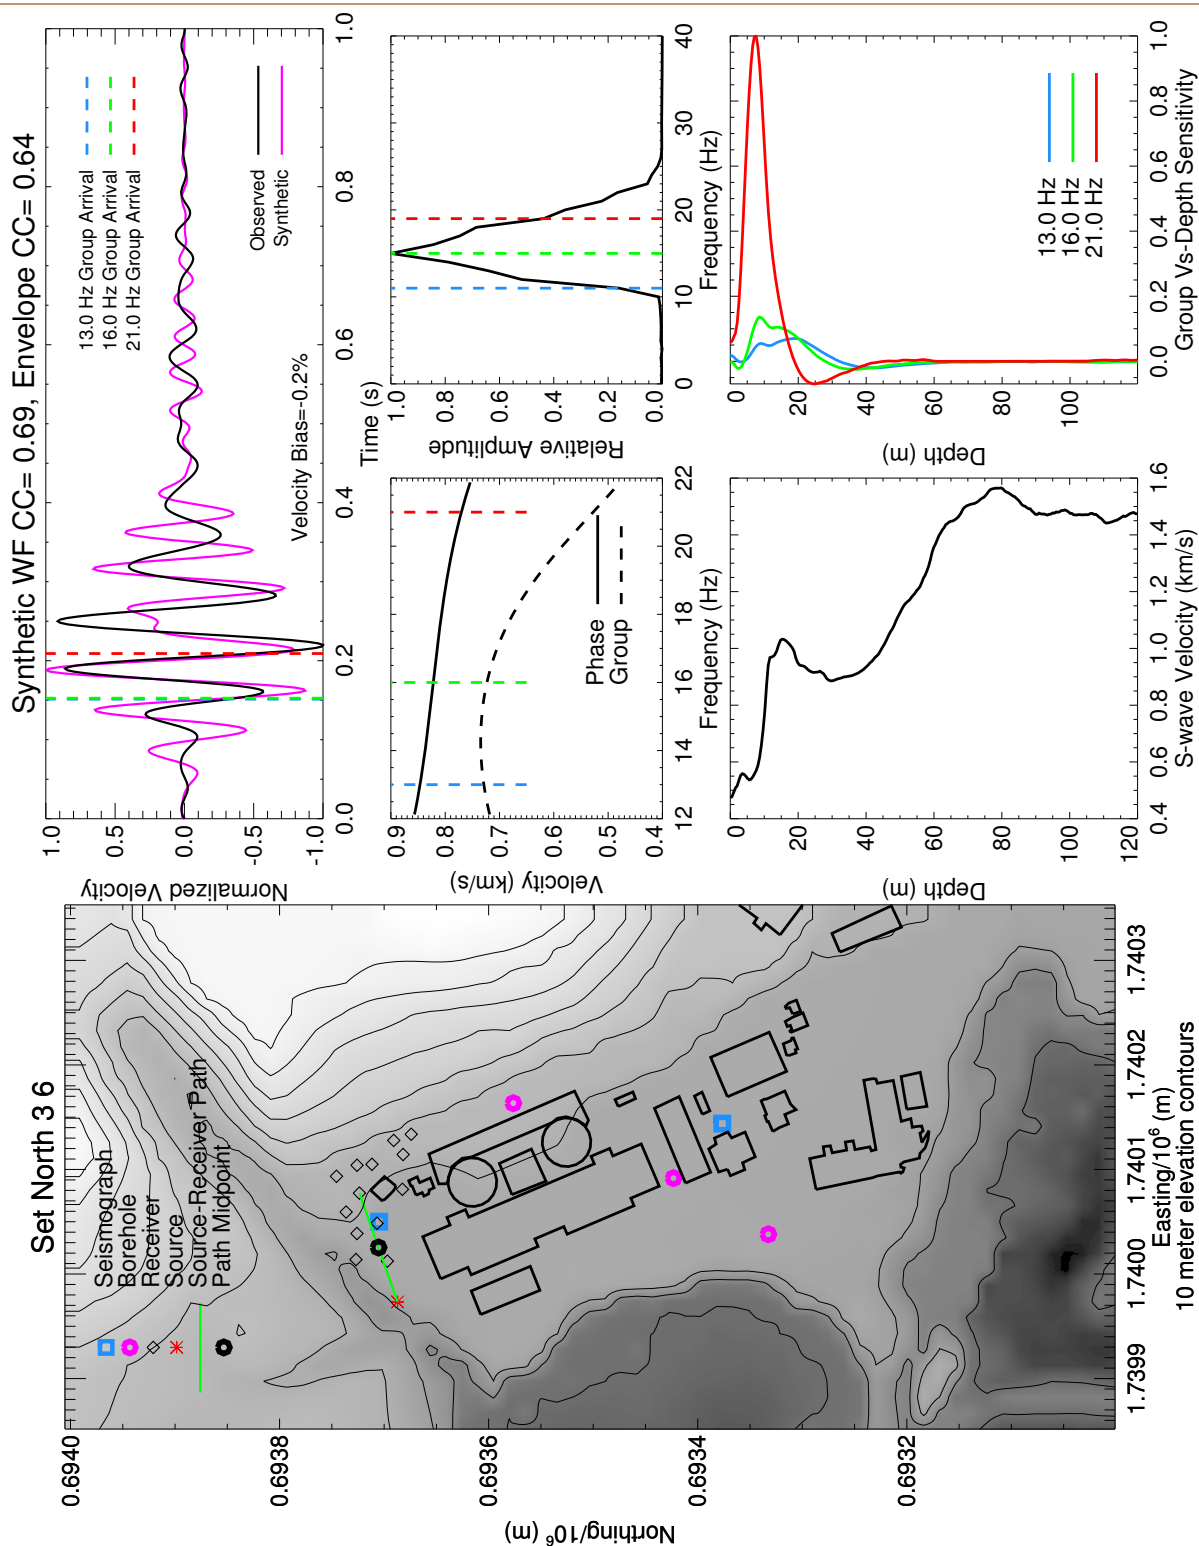 Synthetic WF CC= 0.69, Envelope CC= 0.64
1.0
0.5
0.0
-0.5
-1.0
Normalized Velocity
13.0 Hz Group Arrival
16.0 Hz Group Arrival
21.0 Hz Group Arrival
Observed
Synthetic
Velocity Bias=-0.2%
0.0
0.2
0.4
0.6
0.8
1.0
Time (s)
0.9
0.8
0.7
0.6
0.5
0.4
Velocity (km/s)
Phase
Group
12
14
16
18
20
22
Frequency (Hz)
1.0
0.8
0.6
0.4
0.2
0.0
Relative Amplitude
0
10
20
30
40
Frequency (Hz)
0
20
40
60
80
100
120
Depth (m)
0.4
0.6
0.8
1.0
1.2
1.4
1.6
S-wave Velocity (km/s)
0
20
40
60
80
100
Depth (m)
13.0 Hz
16.0 Hz
21.0 Hz
0.0
0.2
0.4
0.6
0.8
1.0
Group Vs-Depth Sensitivity
Set North 3 6
Seismograph
Borehole
Receiver
Source
Source-Receiver Path
Path Midpoint
0.6940
0.6938
0.6936
0.6934
0.6932
Northing/10⁶ (m)
1.7399
1.7400
1.7401
1.7402
1.7403
Easting/10⁶ (m)
10 meter elevation contours